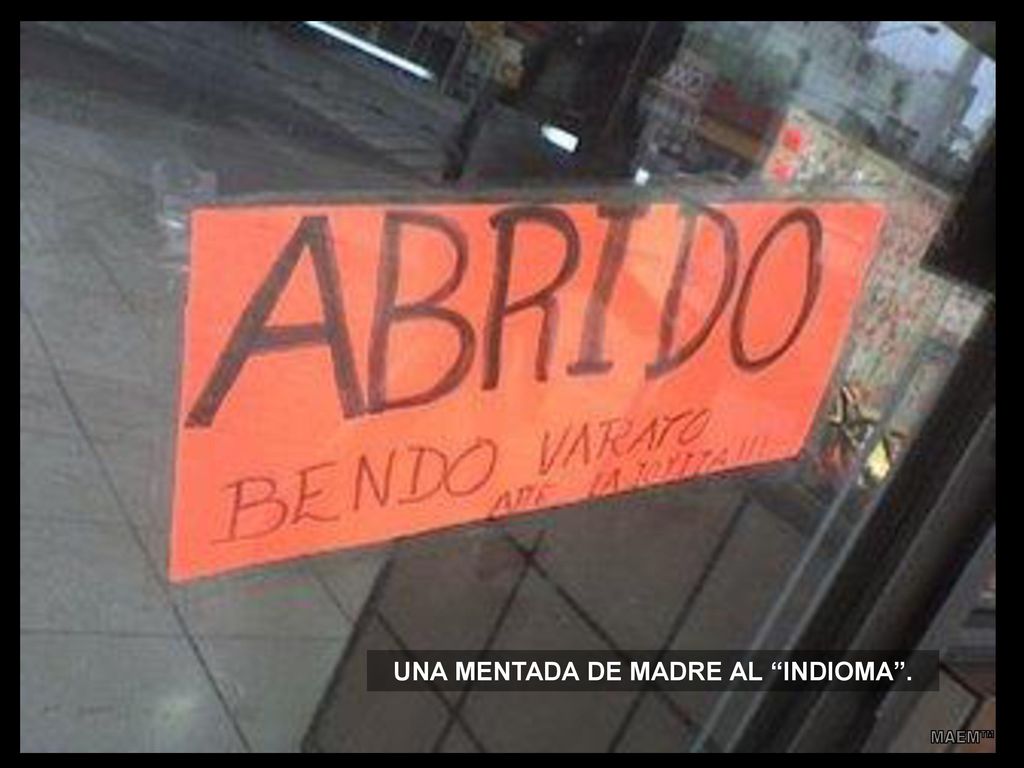 ABRIDO
BENDO VARATO
UNA MENTADA DE MADRE AL “INDIOMA”.
MAEM™